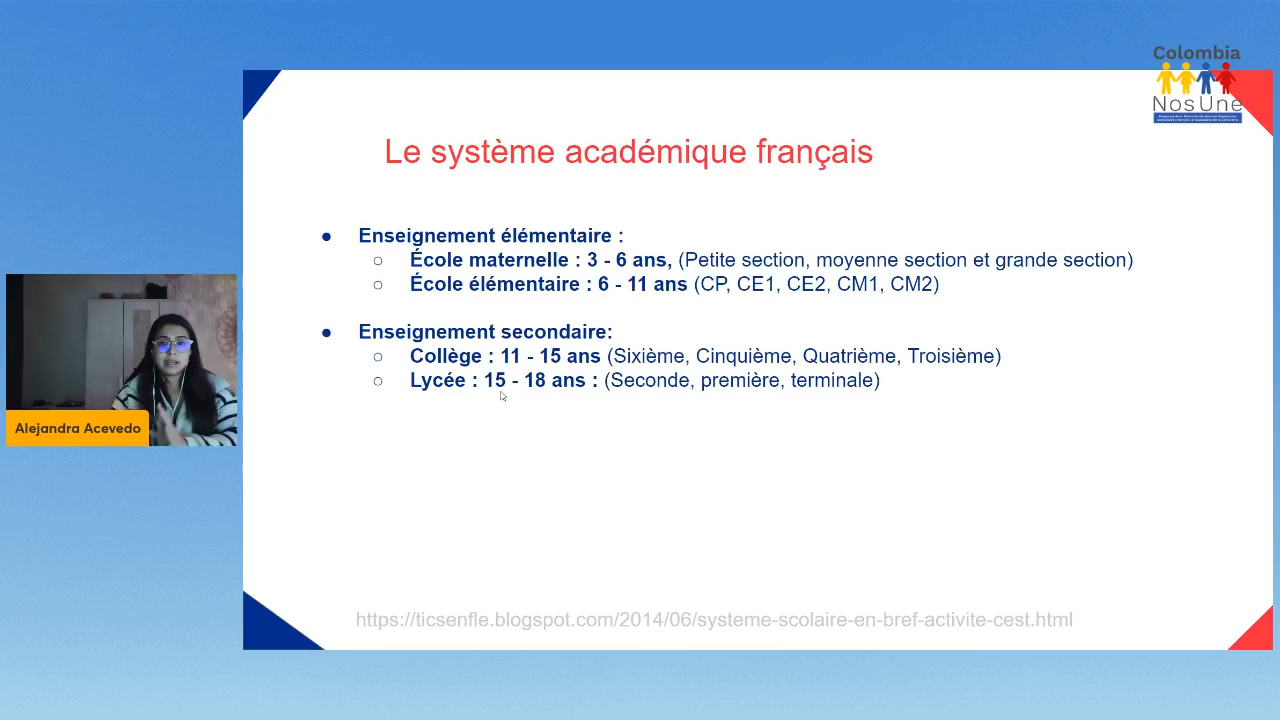 Colombia
NosUne
Le système académique français
● Enseignement élémentaire :
○ École maternelle : 3 - 6 ans, (Petite section, moyenne section et grande section)
○ École élémentaire : 6 - 11 ans (CP, CE1, CE2, CM1, CM2)
● Enseignement secondaire:
○ Collège : 11 - 15 ans (Sixième, Cinquième, Quatrième, Troisième)
○ Lycée : 15 - 18 ans : (Seconde, première, terminale)
Alejandra Acevedo
https://ticsenfle.blogspot.com/2014/06/systeme-scolaire-en-bref-activite-cest.html